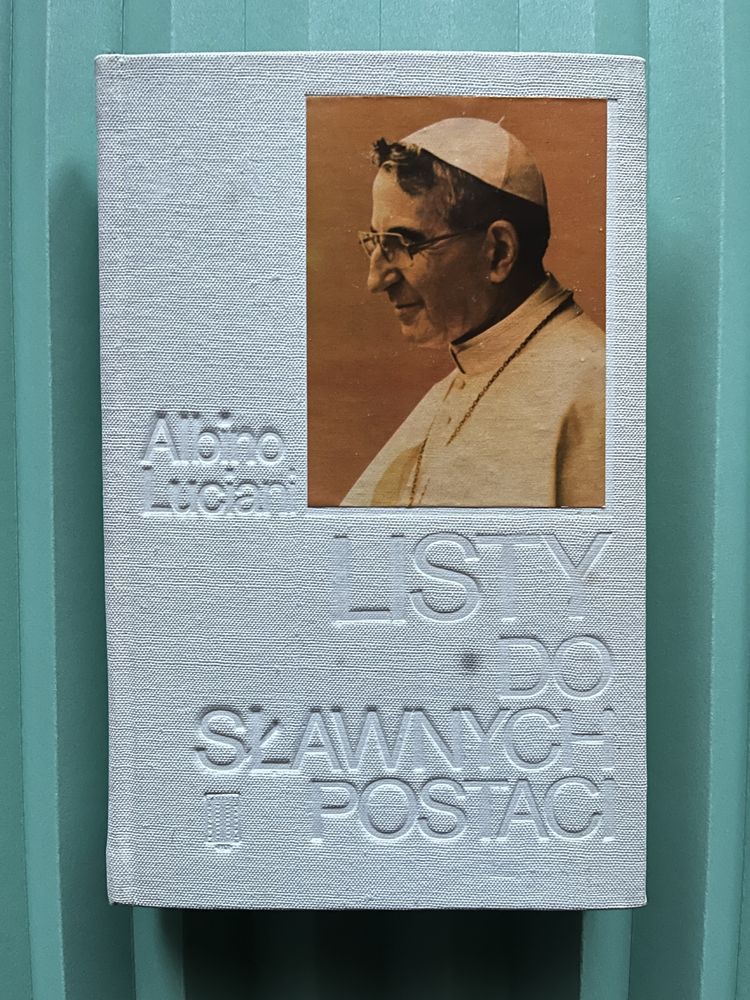 Albino
Luciani
LISTY
DO
SŁAWNYCH
POSTACI